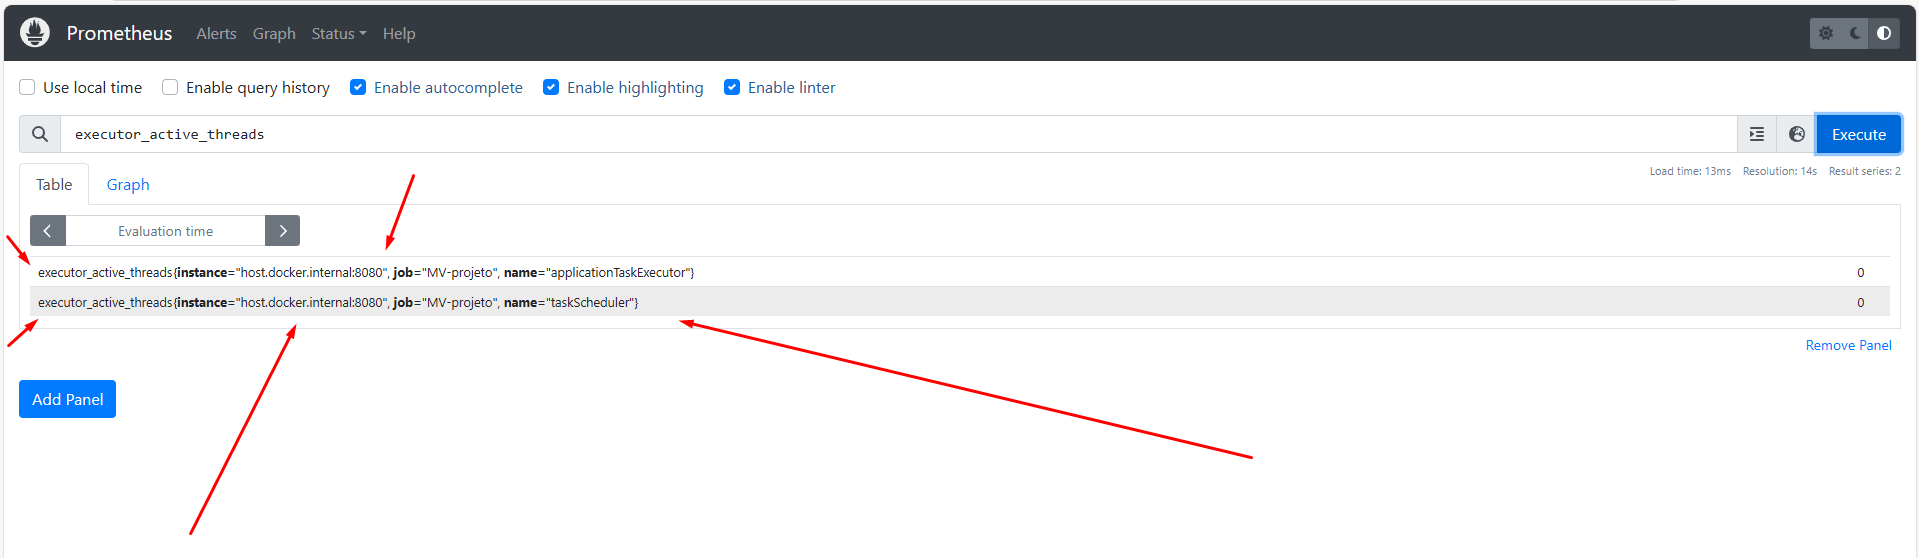 Prometheus Alerts Graph Status Help
Use local time Enable query history Enable autocomplete Enable highlighting Enable linter
executor_active_threads Execute
Table Graph Load time: 13ms Resolution: 14s Result series: 2
Evaluation time
executor_active_threads{instance="host.docker.internal:8080", job="MV-projeto", name="applicationTaskExecutor"} 0
executor_active_threads{instance="host.docker.internal:8080", job="MV-projeto", name="taskScheduler"} 0
Remove Panel
Add Panel